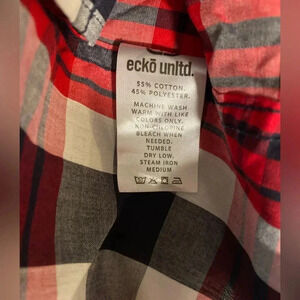 eckō unltd.
55% COTTON.
45% POLYESTER.
MACHINE WASH
WARM WITH LIKE
COLORS ONLY.
NON-CHLORINE
BLEACH WHEN
NEEDED.
TUMBLE
DRY LOW.
STEAM IRON
MEDIUM